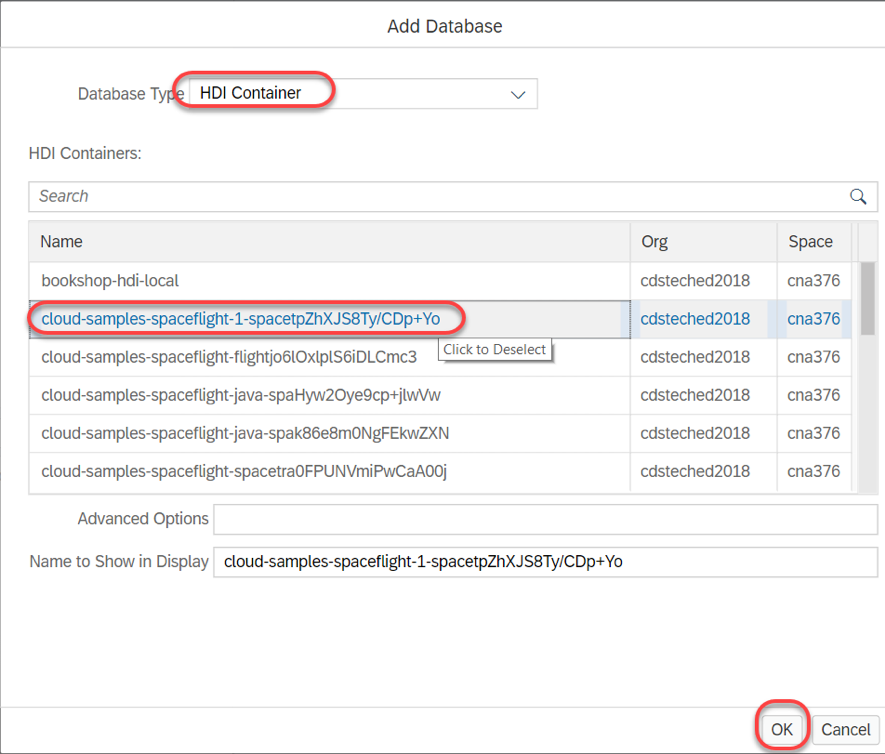 Add Database
Database Type HDI Container
HDI Containers:
Search
Name Org Space
bookshop-hdi-local cdsteched2018 cna376
cloud-samples-spaceflight-1-spacetpZhXJS8Ty/CDp+Yo cdsteched2018 cna376
Click to Deselect
cloud-samples-spaceflight-flightjo6lOxlplS6iDLCmc3 cdsteched2018 cna376
cloud-samples-spaceflight-java-spaHyw2Oye9cp+jlwVw cdsteched2018 cna376
cloud-samples-spaceflight-java-spak86e8m0NgFEkwZXN cdsteched2018 cna376
cloud-samples-spaceflight-spacetra0FPUNVmiPwCaA00j cdsteched2018 cna376
Advanced Options
Name to Show in Display cloud-samples-spaceflight-1-spacetpZhXJS8Ty/CDp+Yo
OK Cancel